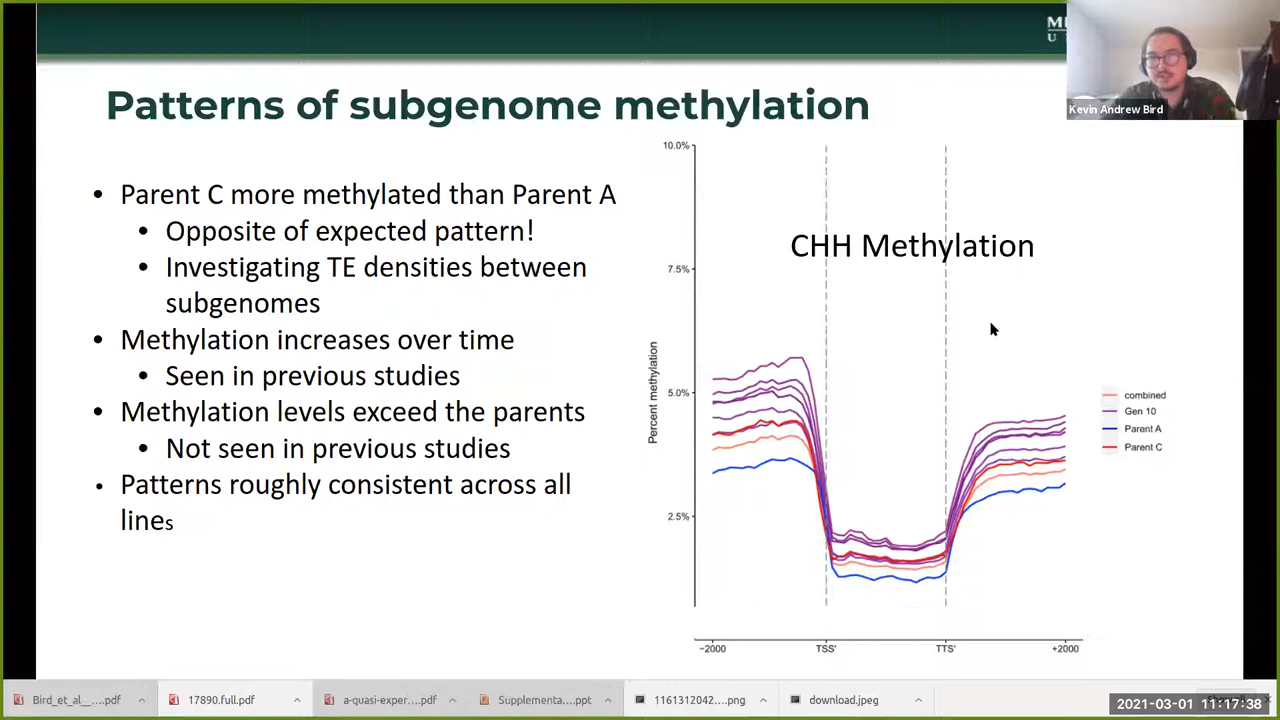 MI
U
Kevin Andrew Bird
Patterns of subgenome methylation
• Parent C more methylated than Parent A
• Opposite of expected pattern!
• Investigating TE densities between
subgenomes
• Methylation increases over time
• Seen in previous studies
• Methylation levels exceed the parents
• Not seen in previous studies
• Patterns roughly consistent across all
lines
CHH Methylation
10.0%
7.5%
5.0%
2.5%
Percent methylation
−2000
TSS'
TTS'
+2000
combined
Gen 10
Parent A
Parent C
Bird_et_al__....pdf
17890.full.pdf
a-quasi-exper....pdf
Supplementa....ppt
1161312042....png
download.jpeg
2021-03-01 11:17:38